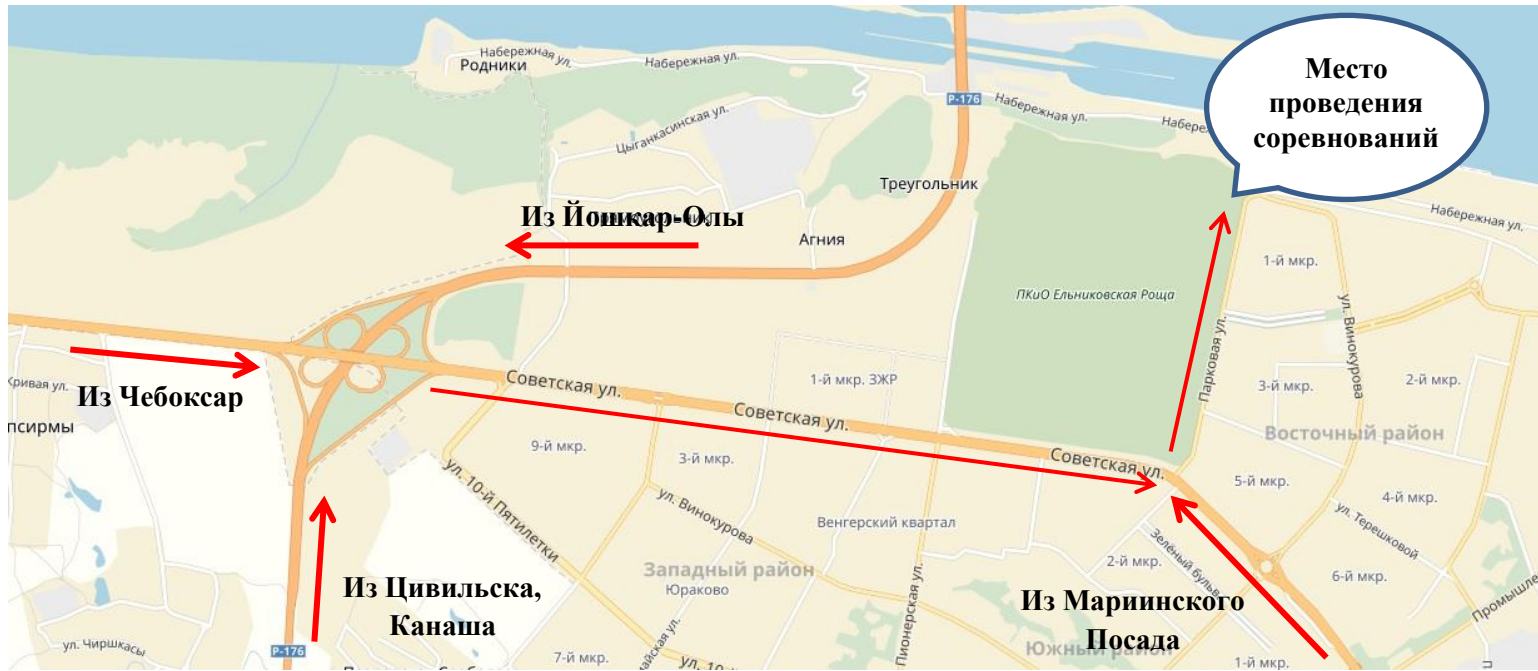 Набережная ул.
Родники
Набережная ул.
Р-176
Набережная ул.
Место
проведения
соревнований
Цыганкасинская ул.
Треугольник
Набережная ул.
Из Йошкар-Олы
Агния
1-й мкр.
ПКиО Ельниковская Роща
ул. Винокурова
Парковая ул.
Из Чебоксар
Кривая ул.
псирмы
Советская ул.
1-й мкр. ЗЖР
Советская ул.
3-й мкр.
2-й мкр.
Восточный район
9-й мкр.
3-й мкр.
Советская ул.
5-й мкр.
4-й мкр.
ул. 10-й Пятилетки
ул. Винокурова
Венгерский квартал
ул. Терешковой
Зелёный бульв
2-й мкр.
6-й мкр.
Западный район
Юраково
Из Цивильска,
Канаша
Пионерская ул.
Из Мариинского
Посада
Южный район
Промышле
ул. Чиршкасы
Р-176
7-й мкр.
майская ул.
ул. 10-
1-й мкр.